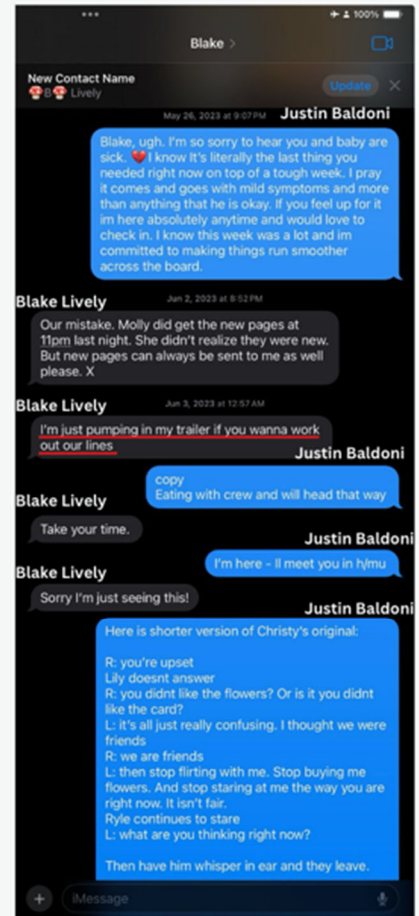 100%
Blake >
New Contact Name
B Lively
Update
May 26, 2023 at 9:07 PM
Justin Baldoni
Blake, ugh. I'm so sorry to hear you and baby are
sick. ❤️I know It's literally the last thing you
needed right now on top of a tough week. I pray
it comes and goes with mild symptoms and more
than anything that he is okay. If you feel up for it
im here absolutely anytime and would love to
check in. I know this week was a lot and im
committed to making things run smoother
across the board.
Blake Lively
Jun 2, 2023 at 8:52 PM
Our mistake. Molly did get the new pages at
11pm last night. She didn't realize they were new.
But new pages can always be sent to me as well
please. X
Blake Lively
Jun 3, 2023 at 12:57 AM
I'm just pumping in my trailer if you wanna work
out our lines
Justin Baldoni
copy
Eating with crew and will head that way
Blake Lively
Take your time.
Justin Baldoni
I'm here - ll meet you in h/mu
Blake Lively
Sorry I'm just seeing this!
Justin Baldoni
Here is shorter version of Christy's original:
R: you're upset
Lily doesnt answer
R: you didnt like the flowers? Or is it you didnt
like the card?
L: it's all just really confusing. I thought we were
friends
R: we are friends
L: then stop flirting with me. Stop buying me
flowers. And stop staring at me the way you are
right now. It isn't fair.
Ryle continues to stare
L: what are you thinking right now?
Then have him whisper in ear and they leave.
iMessage